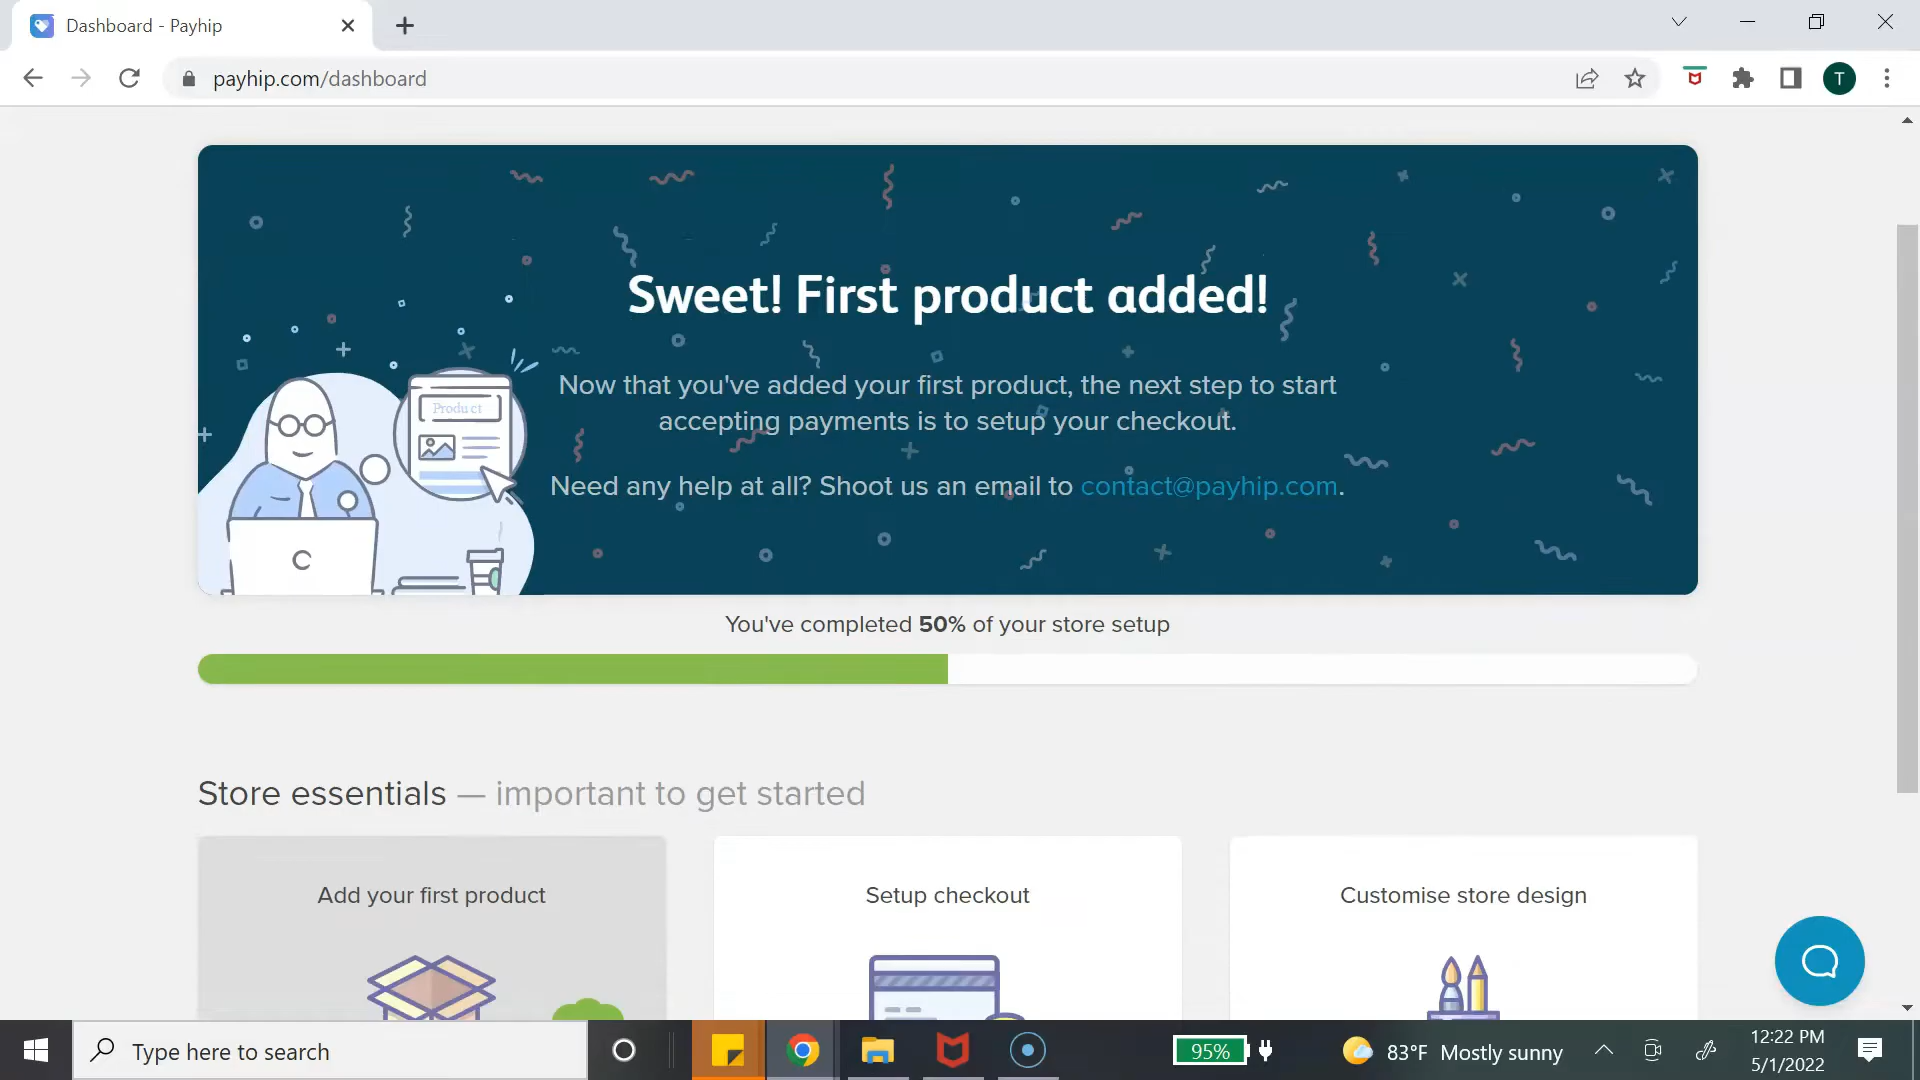 Dashboard - Payhip
payhip.com/dashboard
T
Sweet! First product added!
Now that you've added your first product, the next step to start
accepting payments is to setup your checkout.
Product
Need any help at all? Shoot us an email to contact@payhip.com.
You've completed 50% of your store setup
Store essentials — important to get started
Add your first product
Setup checkout
Customise store design
Type here to search
95%
83°F Mostly sunny
12:22 PM
5/1/2022